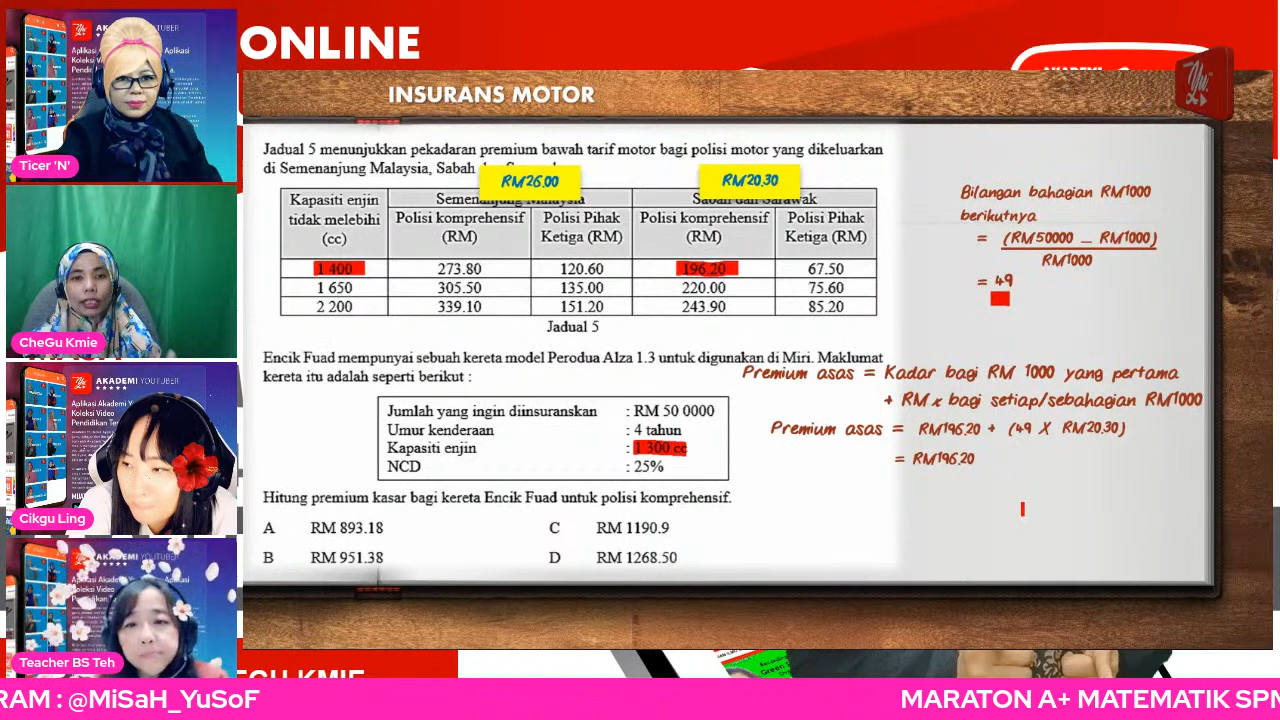 ONLINE
INSURANS MOTOR
AKADEMI YOUTUBER
Ticer 'N'
CheGu Kmie
AKADEMI YOUTUBER
Aplikasi Akademi
Koleksi Video
Pendidikan
Cikgu Ling
Teacher BS Teh
Jadual 5 menunjukkan pekadaran premium bawah tarif motor bagi polisi motor yang dikeluarkan
di Semenanjung Malaysia, Sabah
RM26.00
RM20.30
Kapasiti enjin tidak melebihi (cc)
Semenanjung Malaysia
Sabah dan Sarawak
Polisi komprehensif (RM)
Polisi Pihak Ketiga (RM)
Polisi komprehensif (RM)
Polisi Pihak Ketiga (RM)
1 400 273.80 120.60 196.20 67.50
1 650 305.50 135.00 220.00 75.60
2 200 339.10 151.20 243.90 85.20
Jadual 5
Encik Fuad mempunyai sebuah kereta model Perodua Alza 1.3 untuk digunakan di Miri. Maklumat
kereta itu adalah seperti berikut :
Jumlah yang ingin diinsuranskan : RM 50 0000
Umur kenderaan : 4 tahun
Kapasiti enjin : 1 300 cc
NCD : 25%
Hitung premium kasar bagi kereta Encik Fuad untuk polisi komprehensif.
A RM 893.18 C RM 1190.9
B RM 951.38 D RM 1268.50
Bilangan bahagian RM1000
berikutnya
= (RM50000 – RM1000)
RM1000
= 49
Premium asas = Kadar bagi RM 1000 yang pertama
+ RMx bagi setiap/sebahagian RM1000
Premium asas = RM196.20 + (49 X RM20.30)
= RM196.20
RAM : @MiSaH_YuSoF
MARATON A+ MATEMATIK SPM